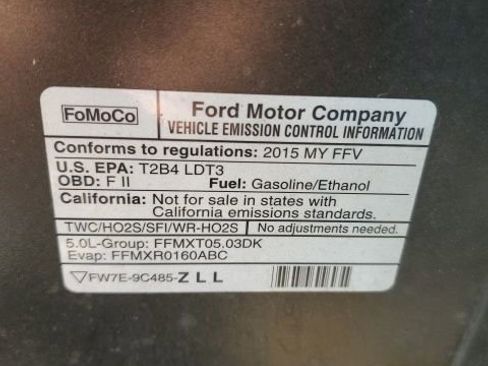 FoMoCo
Ford Motor Company
VEHICLE EMISSION CONTROL INFORMATION
Conforms to regulations: 2015 MY FFV
U.S. EPA: T2B4 LDT3
OBD: F II Fuel: Gasoline/Ethanol
California: Not for sale in states with
California emissions standards.
TWC/HO2S/SFI/WR-HO2S No adjustments needed.
5.0L-Group: FFMXT05.03DK
Evap: FFMXR0160ABC
FW7E-9C485-ZLL